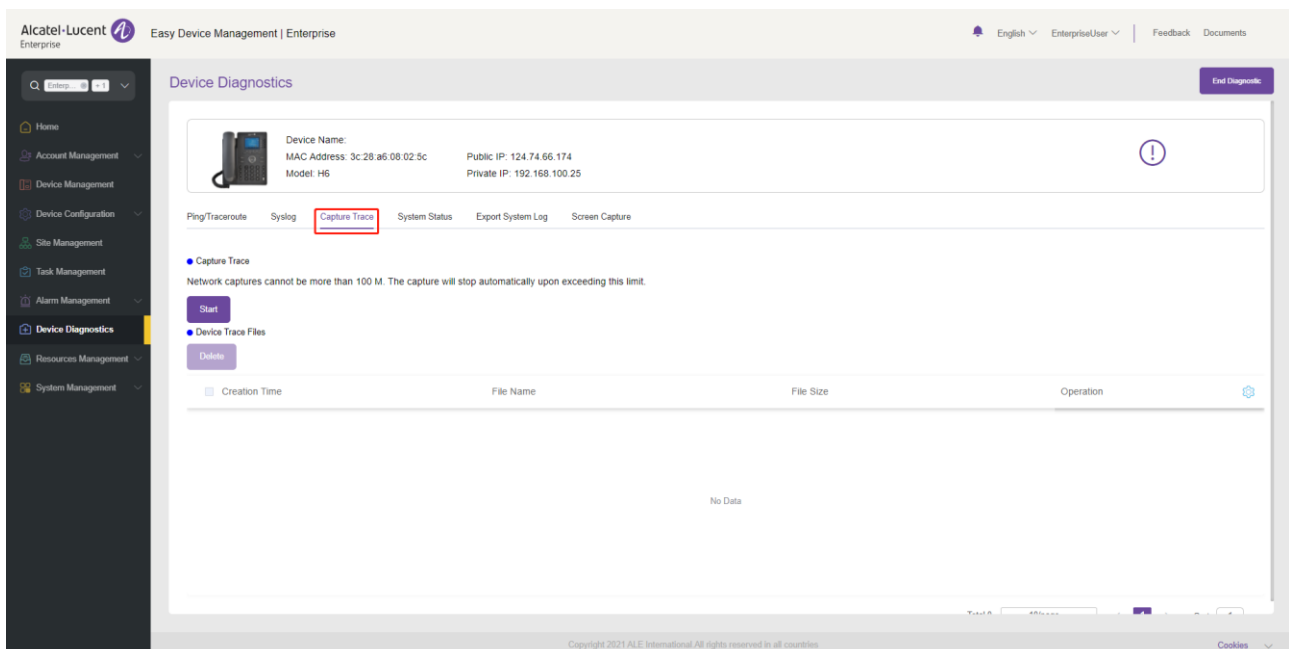 Alcatel·Lucent Enterprise
Easy Device Management | Enterprise
English
EnterpriseUser
Feedback
Documents
Enterp...
+ 1
Home
Account Management
Device Management
Device Configuration
Site Management
Task Management
Alarm Management
Device Diagnostics
Resources Management
System Management
Device Diagnostics
End Diagnostic
Device Name:
MAC Address: 3c:28:a6:08:02:5c
Public IP: 124.74.66.174
Model: H6
Private IP: 192.168.100.25
Ping/Traceroute
Syslog
Capture Trace
System Status
Export System Log
Screen Capture
Capture Trace
Network captures cannot be more than 100 M. The capture will stop automatically upon exceeding this limit.
Start
Device Trace Files
Delete
Creation Time
File Name
File Size
Operation
No Data
Copyright 2021 ALE International.All rights reserved in all countries
Cookies